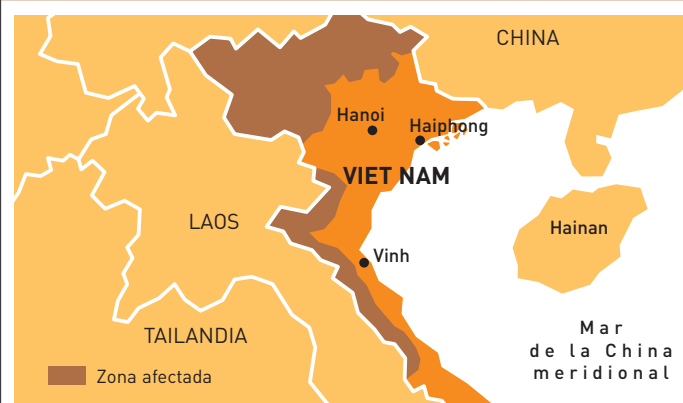 CHINA
Hanoi
Haiphong
VIET NAM
LAOS
Hainan
Vinh
Mar
de la China
meridional
TAILANDIA
Zona afectada